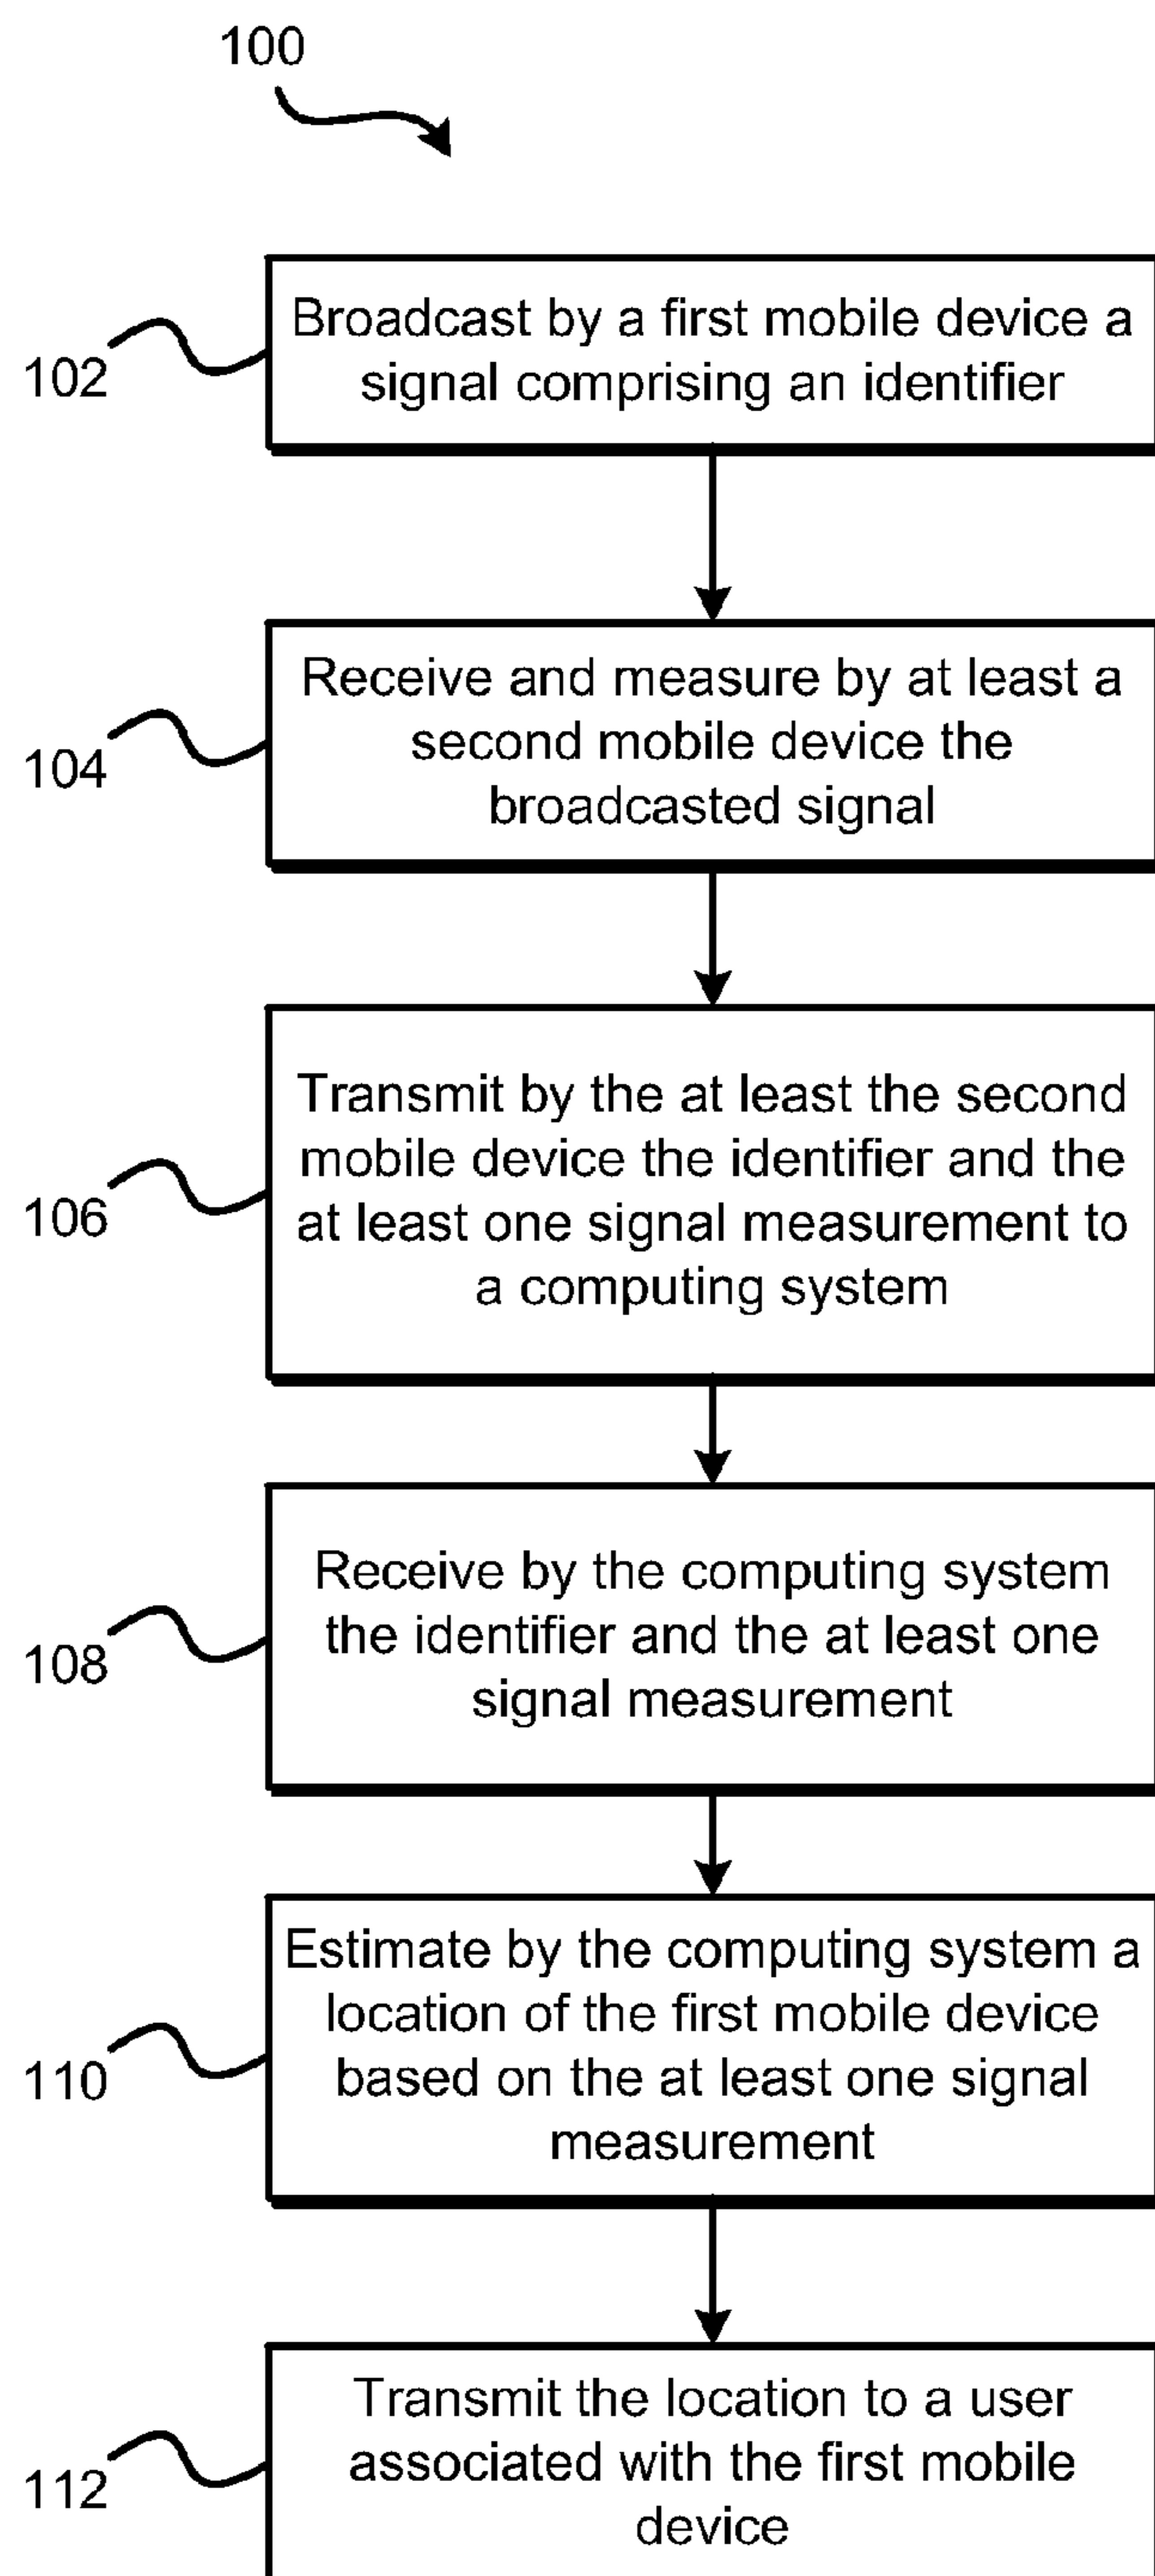 100
102
Broadcast by a first mobile device a
signal comprising an identifier
104
Receive and measure by at least a
second mobile device the
broadcasted signal
106
Transmit by the at least the second
mobile device the identifier and the
at least one signal measurement to
a computing system
108
Receive by the computing system
the identifier and the at least one
signal measurement
110
Estimate by the computing system a
location of the first mobile device
based on the at least one signal
measurement
112
Transmit the location to a user
associated with the first mobile
device